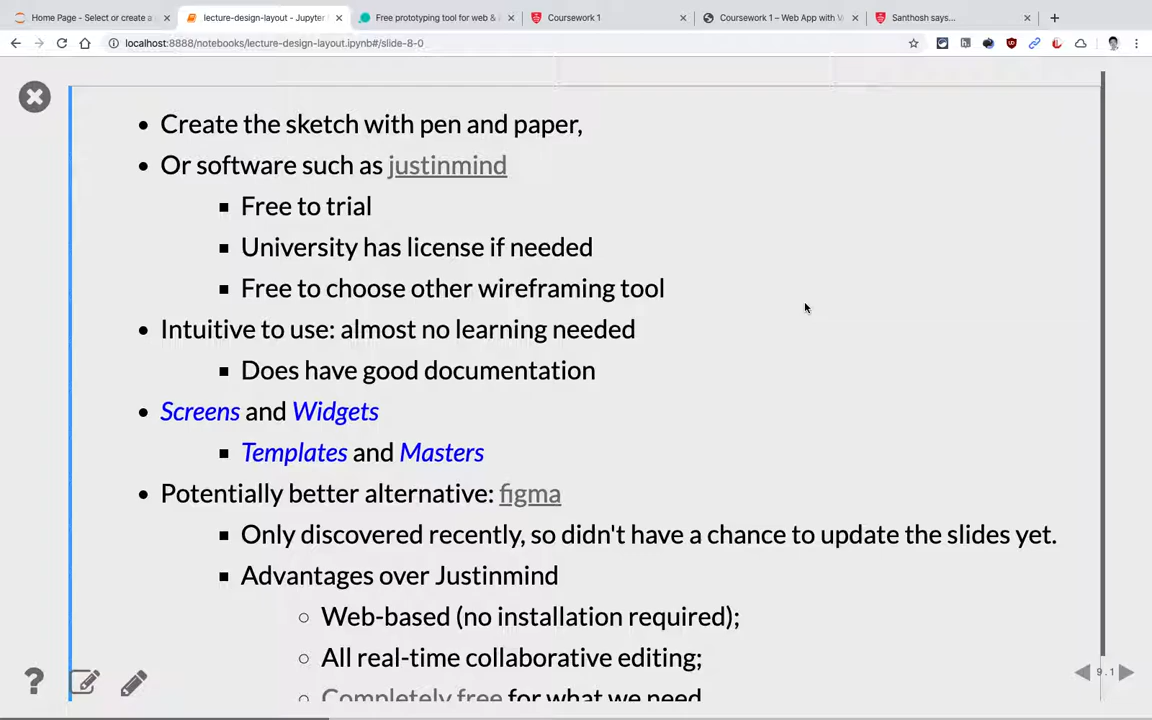 Home Page - Select or create a
lecture-design-layout - Jupyter
Free prototyping tool for web &
Coursework 1
Coursework 1 – Web App with V
Santhosh says...
localhost:8888/notebooks/lecture-design-layout.ipynb#/slide-8-0
Create the sketch with pen and paper,
Or software such as justinmind
Free to trial
University has license if needed
Free to choose other wireframing tool
Intuitive to use: almost no learning needed
Does have good documentation
Screens and Widgets
Templates and Masters
Potentially better alternative: figma
Only discovered recently, so didn't have a chance to update the slides yet.
Advantages over Justinmind
Web-based (no installation required);
All real-time collaborative editing;
Completely free for what we need
9.1